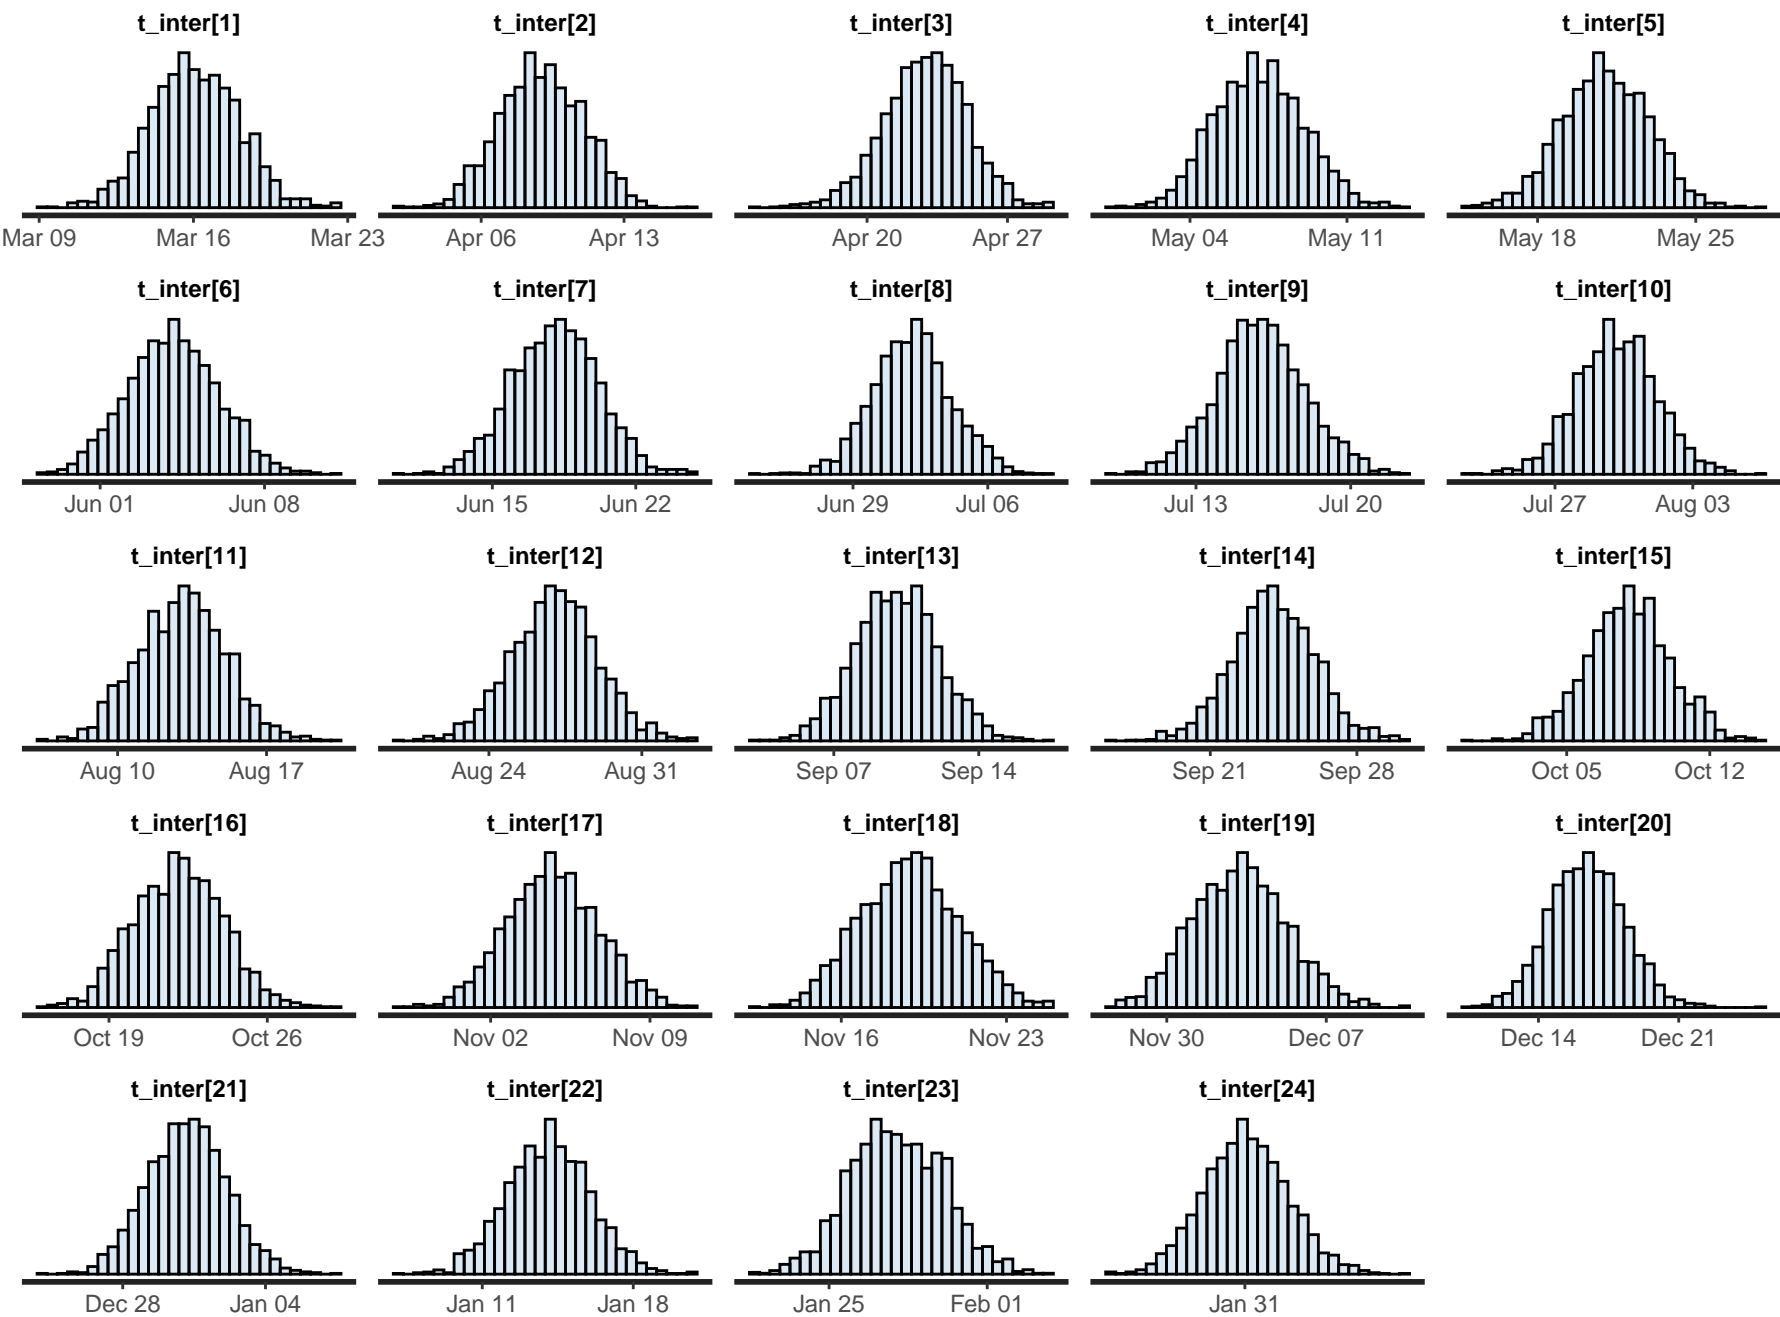 t_inter[1] t_inter[2] t_inter[3] t_inter[4] t_inter[5]
Mar 09 Mar 16 Mar 23 Apr 06 Apr 13 Apr 20 Apr 27 May 04 May 11 May 18 May 25
t_inter[6] t_inter[7] t_inter[8] t_inter[9] t_inter[10]
Jun 01 Jun 08 Jun 15 Jun 22 Jun 29 Jul 06 Jul 13 Jul 20 Jul 27 Aug 03
t_inter[11] t_inter[12] t_inter[13] t_inter[14] t_inter[15]
Aug 10 Aug 17 Aug 24 Aug 31 Sep 07 Sep 14 Sep 21 Sep 28 Oct 05 Oct 12
t_inter[16] t_inter[17] t_inter[18] t_inter[19] t_inter[20]
Oct 19 Oct 26 Nov 02 Nov 09 Nov 16 Nov 23 Nov 30 Dec 07 Dec 14 Dec 21
t_inter[21] t_inter[22] t_inter[23] t_inter[24]
Dec 28 Jan 04 Jan 11 Jan 18 Jan 25 Feb 01 Jan 31